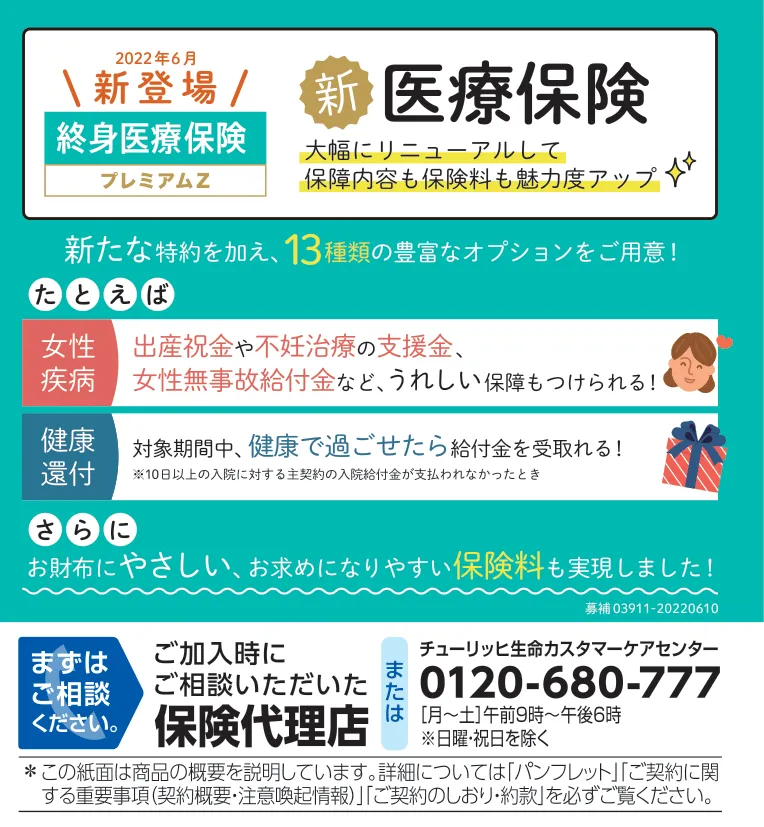 2022年6月
新登場
終身医療保険
プレミアムZ
新 医療保険
大幅にリニューアルして
保障内容も保険料も魅力度アップ
新たな特約を加え、13種類の豊富なオプションをご用意!
たとえば
女性
疾病
出産祝金や不妊治療の支援金、
女性無事故給付金など、うれしい保障もつけられる!
健康
還付
対象期間中、健康で過ごせたら給付金を受取れる!
※10日以上の入院に対する主契約の入院給付金が支払われなかったとき
さらに
お財布にやさしい、お求めになりやすい保険料も実現しました!
募補03911-20220610
まずは
ご相談
ください。
ご加入時に
ご相談いただいた
保険代理店
または
チューリッヒ生命カスタマーケアセンター
0120-680-777
[月〜土]午前9時〜午後6時
※日曜・祝日を除く
*この紙面は商品の概要を説明しています。詳細については「パンフレット」「ご契約に関
する重要事項(契約概要・注意喚起情報)」「ご契約のしおり・約款」を必ずご覧ください。